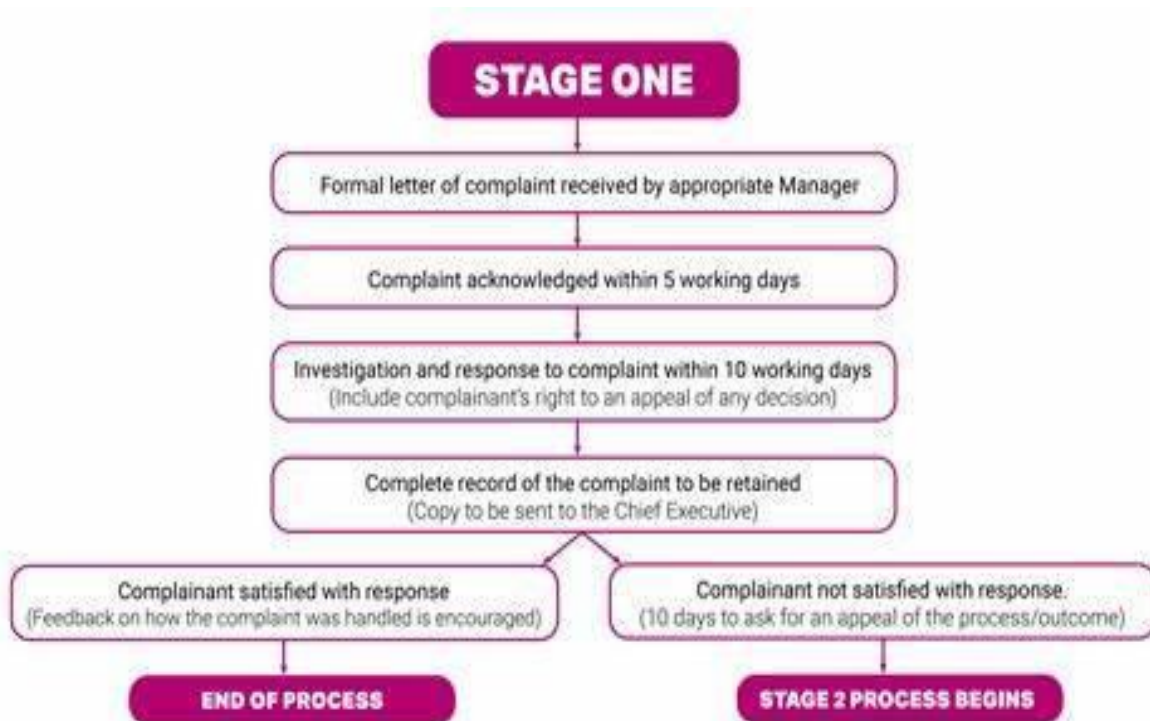 STAGE ONE
Formal letter of complaint received by appropriate Manager
Complaint acknowledged within 5 working days
Investigation and response to complaint within 10 working days
(Include complainant's right to an appeal of any decision)
Complete record of the complaint to be retained
(Copy to be sent to the Chief Executive)
Complainant satisfied with response
(Feedback on how the complaint was handled is encouraged)
Complainant not satisfied with response.
(10 days to ask for an appeal of the process/outcome)
END OF PROCESS
STAGE 2 PROCESS BEGINS